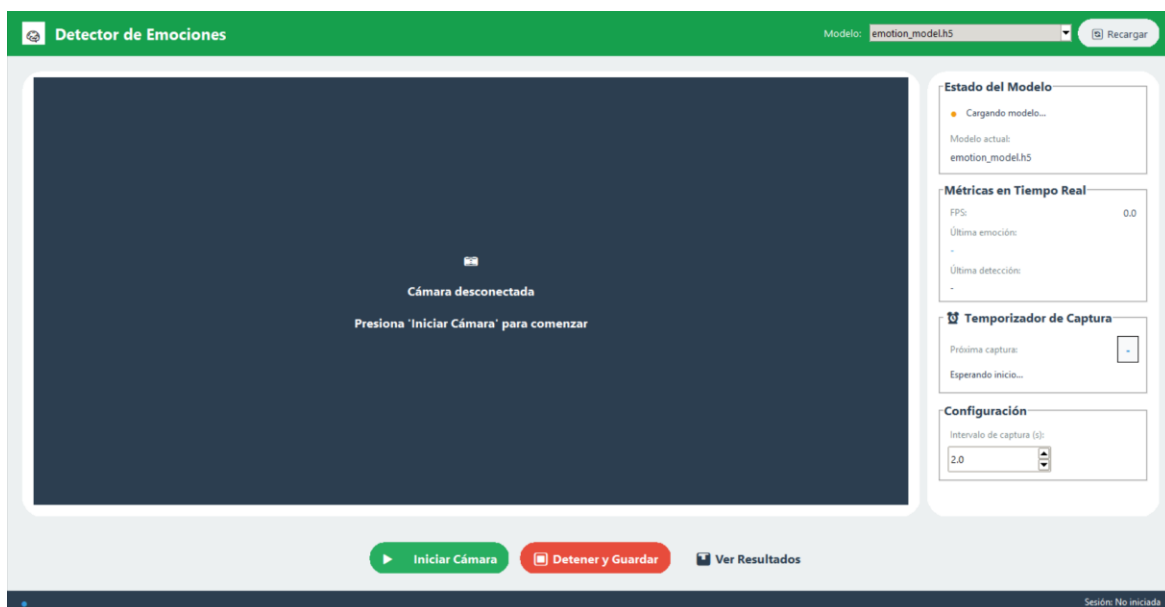 Detector de Emociones
Modelo: emotion_model.h5
Recargar
Cámara desconectada
Presiona 'Iniciar Cámara' para comenzar
Estado del Modelo
Cargando modelo...
Modelo actual:
emotion_model.h5
Métricas en Tiempo Real
FPS: 0.0
Última emoción:
-
Última detección:
-
Temporizador de Captura
Próxima captura: -
Esperando inicio...
Configuración
Intervalo de captura (s):
2.0
Iniciar Cámara
Detener y Guardar
Ver Resultados
Sesión: No iniciada